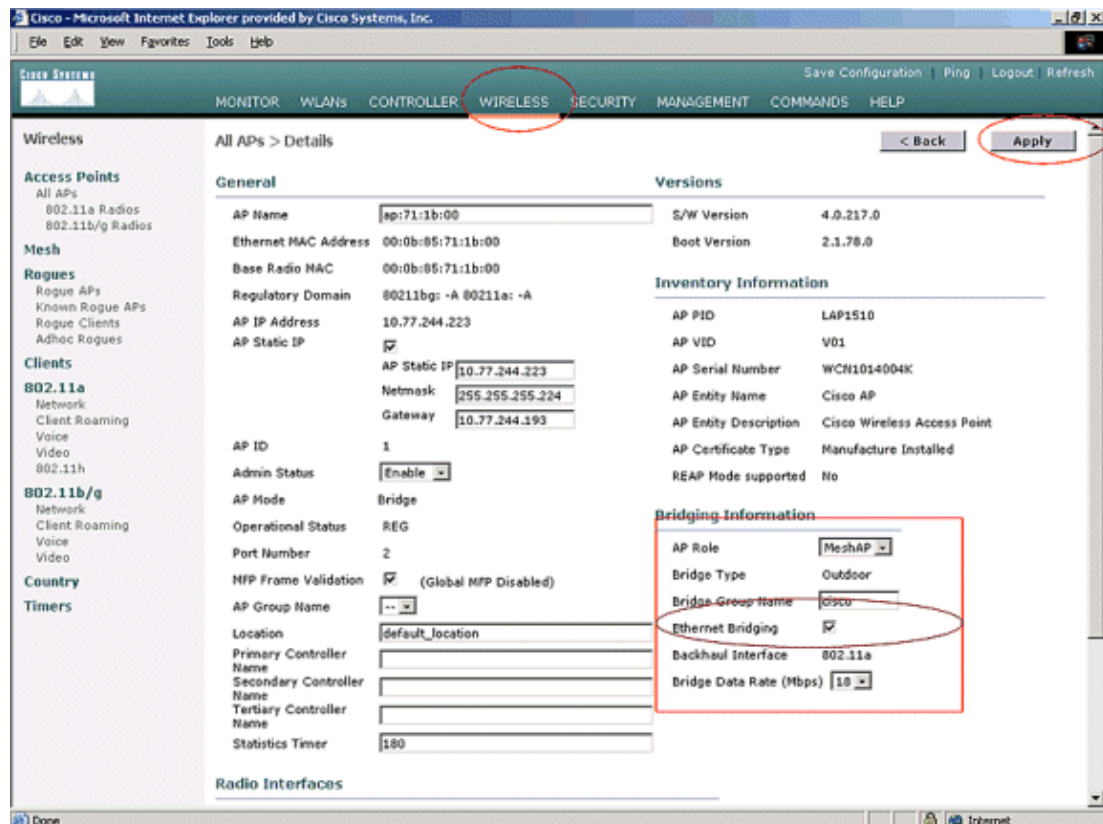 Cisco - Microsoft Internet Explorer provided by Cisco Systems, Inc.
File Edit View Favorites Tools Help
Cisco Systems
Save Configuration | Ping | Logout | Refresh
MONITOR WLANs CONTROLLER WIRELESS SECURITY MANAGEMENT COMMANDS HELP
Wireless
Access Points
All APs
802.11a Radios
802.11b/g Radios
Mesh
Rogues
Rogue APs
Known Rogue APs
Rogue Clients
Adhoc Rogues
Clients
802.11a
Network
Client Roaming
Voice
Video
802.11h
802.11b/g
Network
Client Roaming
Voice
Video
Country
Timers
All APs > Details
< Back
Apply
General
AP Name ap:71:1b:00
Ethernet MAC Address 00:0b:85:71:1b:00
Base Radio MAC 00:0b:85:71:1b:00
Regulatory Domain 80211bg: -A 80211a: -A
AP IP Address 10.77.244.223
AP Static IP
AP Static IP 10.77.244.223
Netmask 255.255.255.224
Gateway 10.77.244.193
AP ID 1
Admin Status Enable
AP Mode Bridge
Operational Status REG
Port Number 2
MFP Frame Validation (Global MFP Disabled)
AP Group Name --
Location default_location
Primary Controller
Name
Secondary Controller
Name
Tertiary Controller
Name
Statistics Timer 180
Radio Interfaces
Versions
S/W Version 4.0.217.0
Boot Version 2.1.78.0
Inventory Information
AP PID LAP1510
AP VID V01
AP Serial Number WCN1014004K
AP Entity Name Cisco AP
AP Entity Description Cisco Wireless Access Point
AP Certificate Type Manufacture Installed
REAP Mode supported No
Bridging Information
AP Role MeshAP
Bridge Type Outdoor
Bridge Group Name cisco
Ethernet Bridging
Backhaul Interface 802.11a
Bridge Data Rate (Mbps) 18
Done
Internet